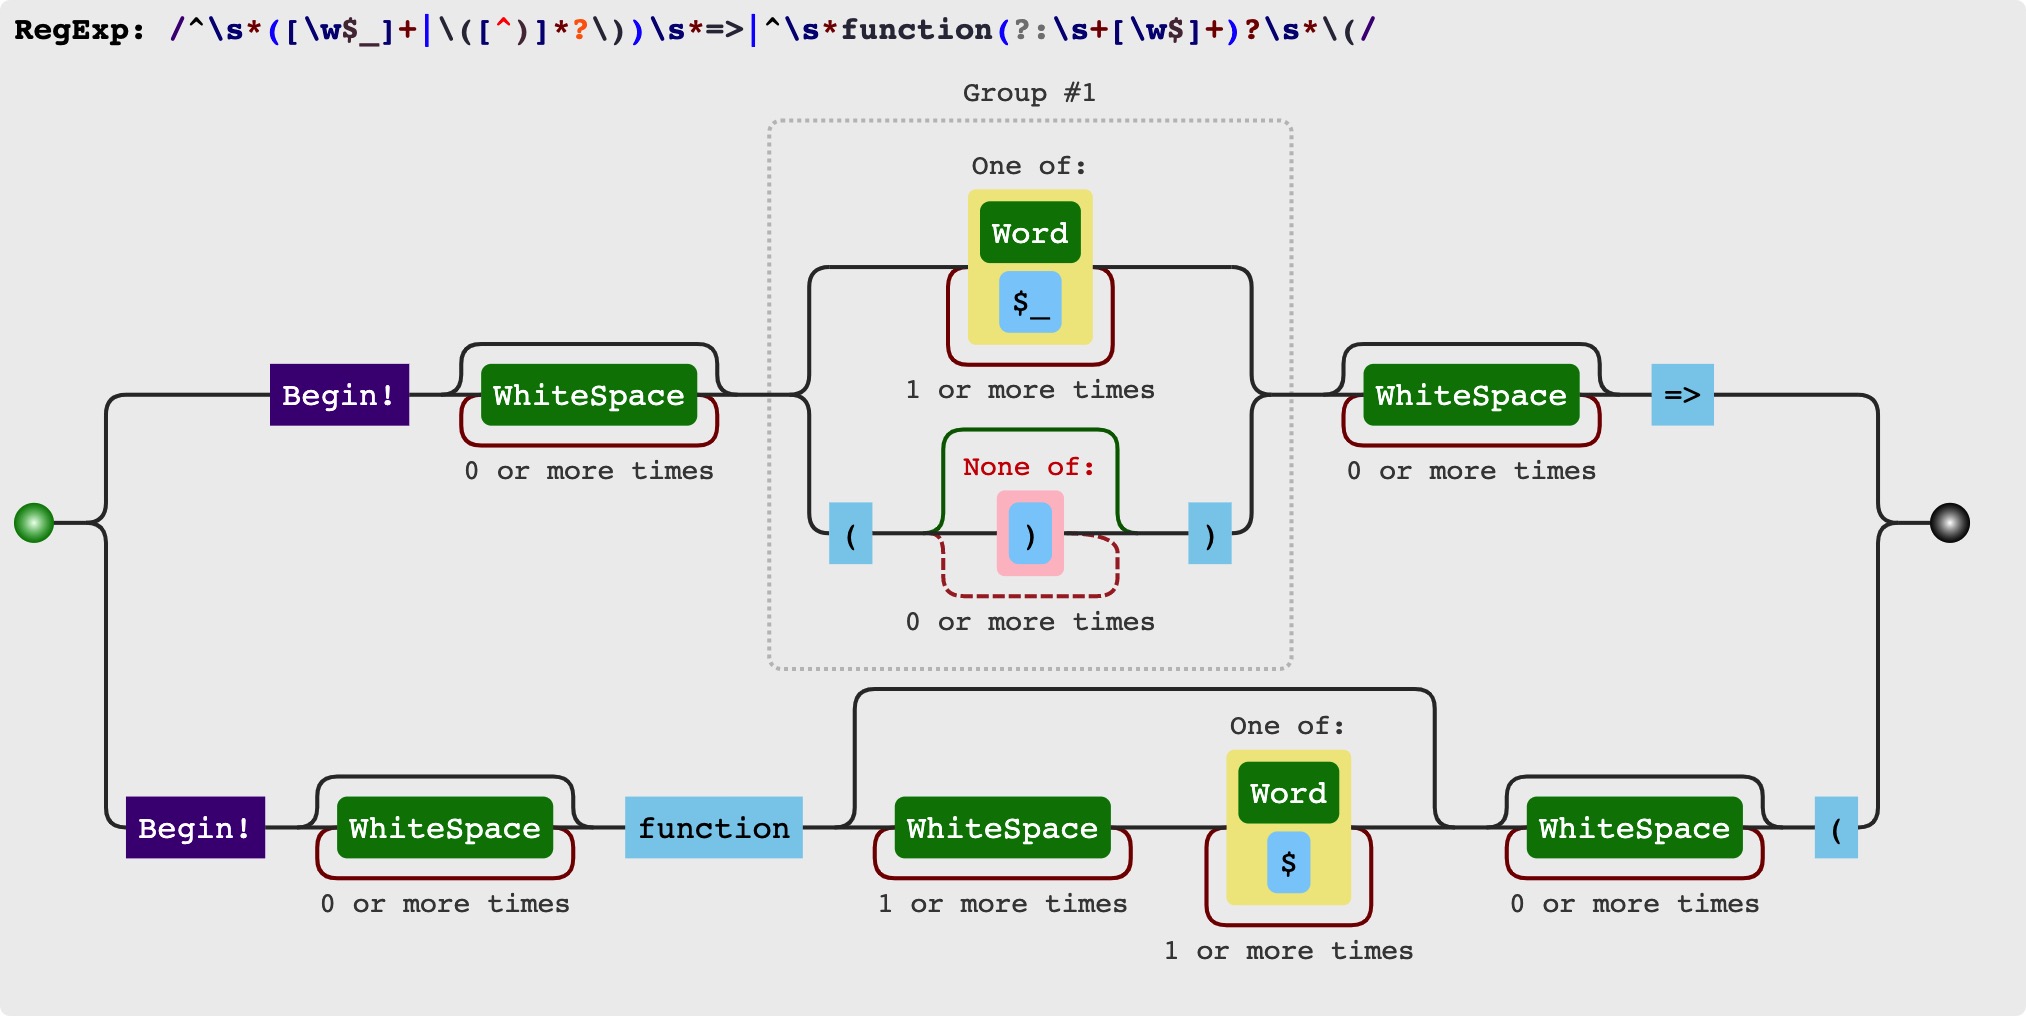 RegExp: /^\s*([\w$_]+|\([^)]*?\))\s*=>|^\s*function(?:\s+[\w$]+)?\s*\(/
Group #1
One of:
Word
$_
1 or more times
Begin!
WhiteSpace
0 or more times
None of:
(
)
)
0 or more times
WhiteSpace
0 or more times
=>
Begin!
WhiteSpace
0 or more times
function
WhiteSpace
1 or more times
One of:
Word
$
1 or more times
WhiteSpace
0 or more times
(